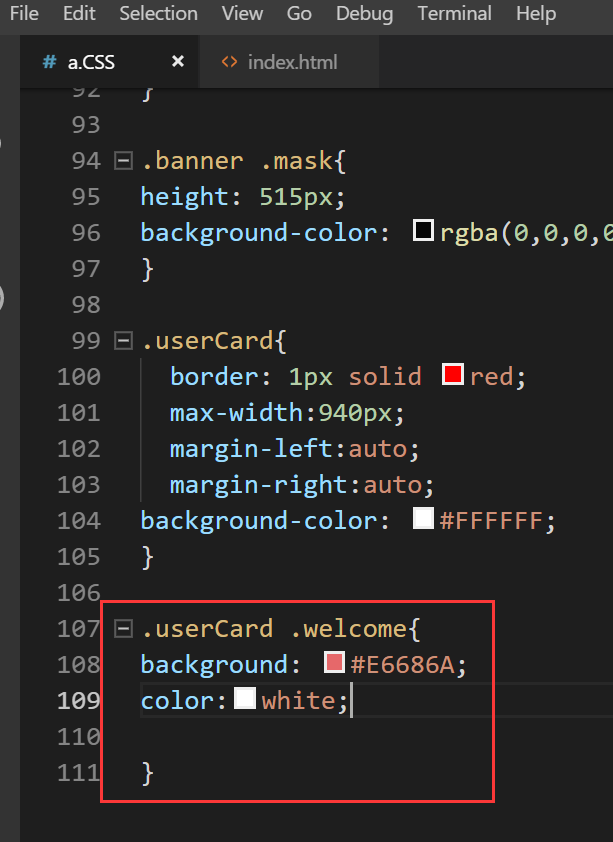 File Edit Selection View Go Debug Terminal Help
# a.CSS × <> index.html
92 }
93
94 .banner .mask{
95 height: 515px;
96 background-color: rgba(0,0,0,0
97 }
98
99 .userCard{
100 border: 1px solid red;
101 max-width:940px;
102 margin-left:auto;
103 margin-right:auto;
104 background-color: #FFFFFF;
105 }
106
107 .userCard .welcome{
108 background: #E6686A;
109 color:white;
110
111 }